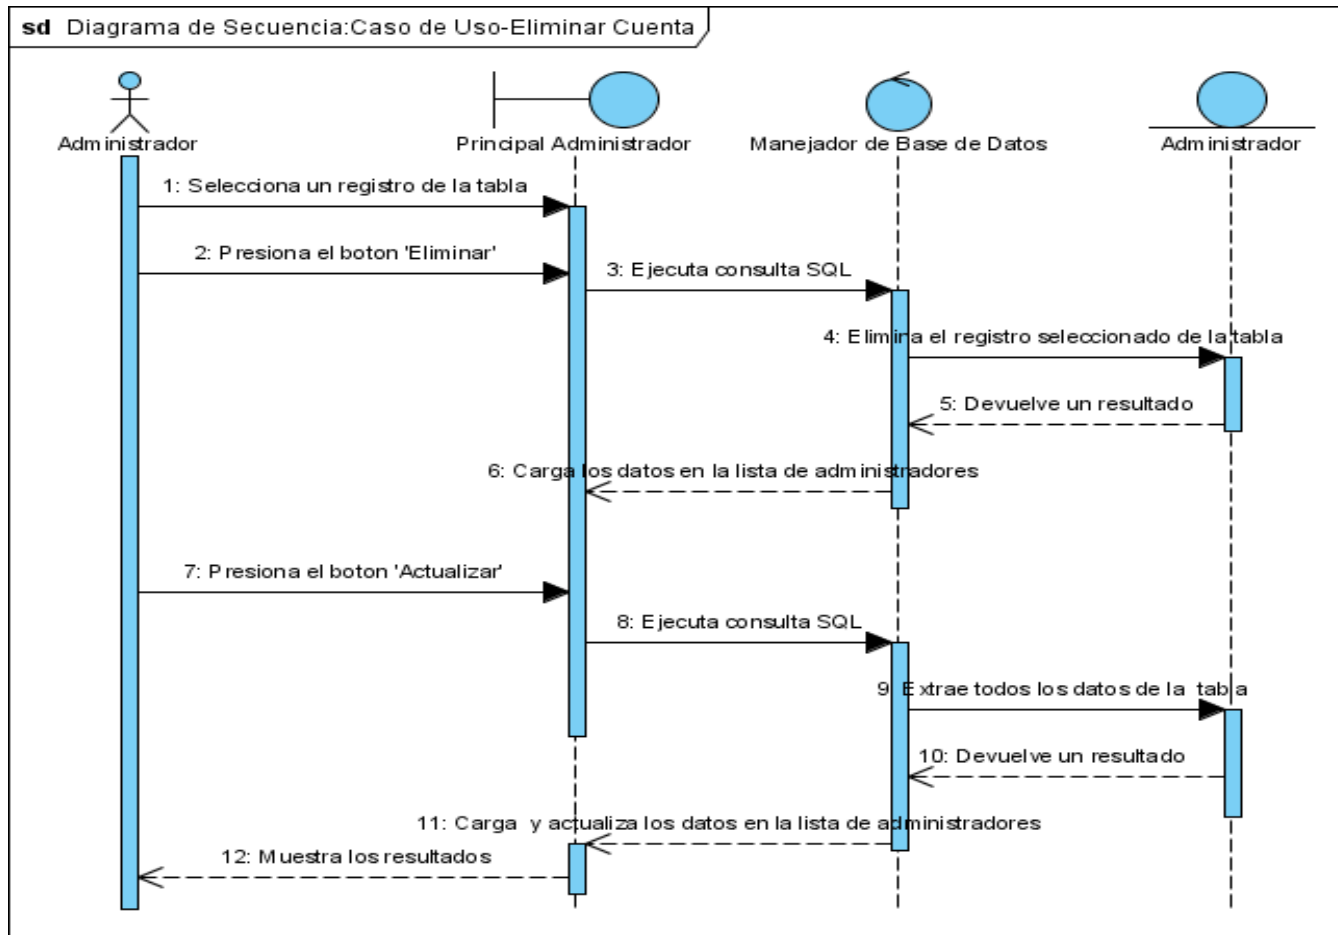 sd Diagrama de Secuencia:Caso de Uso-Eliminar Cuenta
Administrador
Principal Administrador
Manejador de Base de Datos
Administrador
1: Selecciona un registro de la tabla
2: Presiona el boton 'Eliminar'
3: Ejecuta consulta SQL
4: Elimina el registro seleccionado de la tabla
5: Devuelve un resultado
6: Carga los datos en la lista de administradores
7: Presiona el boton 'Actualizar'
8: Ejecuta consulta SQL
9: Extrae todos los datos de la tabla
10: Devuelve un resultado
11: Carga y actualiza los datos en la lista de administradores
12: Muestra los resultados